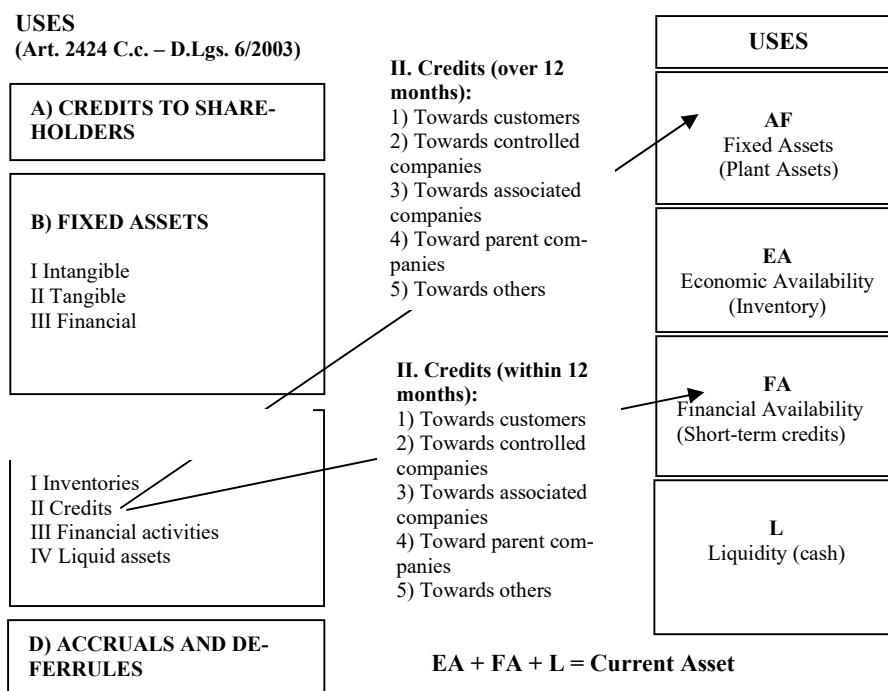 USES
(Art. 2424 C.c. – D.Lgs. 6/2003)
A) CREDITS TO SHARE-
HOLDERS
B) FIXED ASSETS
I Intangible
II Tangible
III Financial
I Inventories
II Credits
III Financial activities
IV Liquid assets
D) ACCRUALS AND DE-
FERRULES
II. Credits (over 12
months):
1) Towards customers
2) Towards controlled
companies
3) Towards associated
companies
4) Toward parent com-
panies
5) Towards others
II. Credits (within 12
months):
1) Towards customers
2) Towards controlled
companies
3) Towards associated
companies
4) Toward parent com-
panies
5) Towards others
USES
AF
Fixed Assets
(Plant Assets)
EA
Economic Availability
(Inventory)
FA
Financial Availability
(Short-term credits)
L
Liquidity (cash)
EA + FA + L = Current Asset